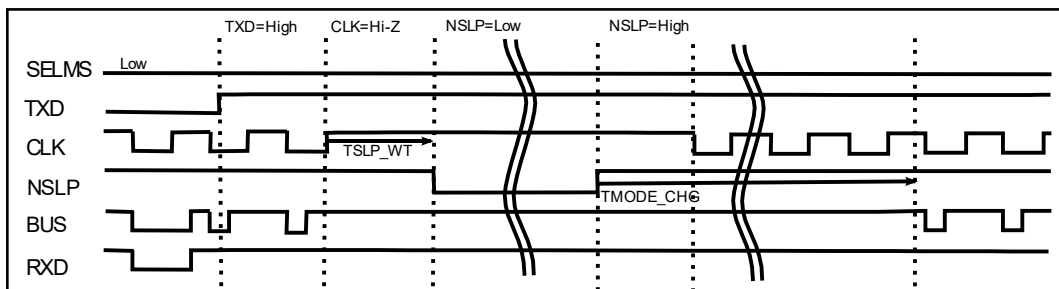 TXD=High CLK=Hi-Z NSLP=Low NSLP=High
SELMS Low
TXD
CLK
TSLP_WT
NSLP
TMODE_CHG
BUS
RXD